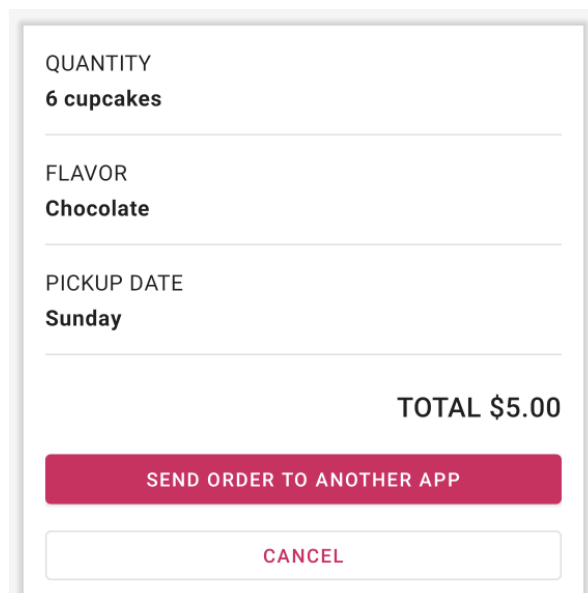 QUANTITY
6 cupcakes
FLAVOR
Chocolate
PICKUP DATE
Sunday
TOTAL $5.00
SEND ORDER TO ANOTHER APP
CANCEL